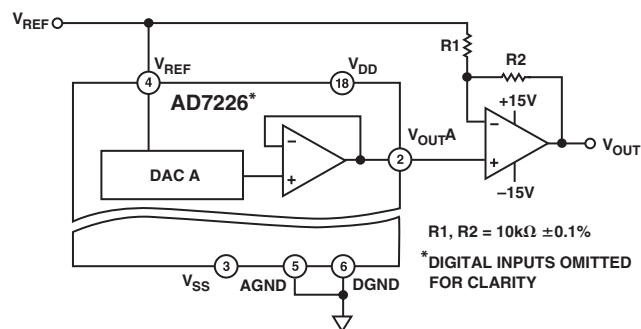 VREF
R1
R2
VREF
4
VDD
18
AD7226*
+15V
−
−
VOUTA
VOUT
2
DAC A
+
+
−15V
R1, R2 = 10kΩ ±0.1%
*DIGITAL INPUTS OMITTED
FOR CLARITY
VSS
3
AGND
5
6
DGND